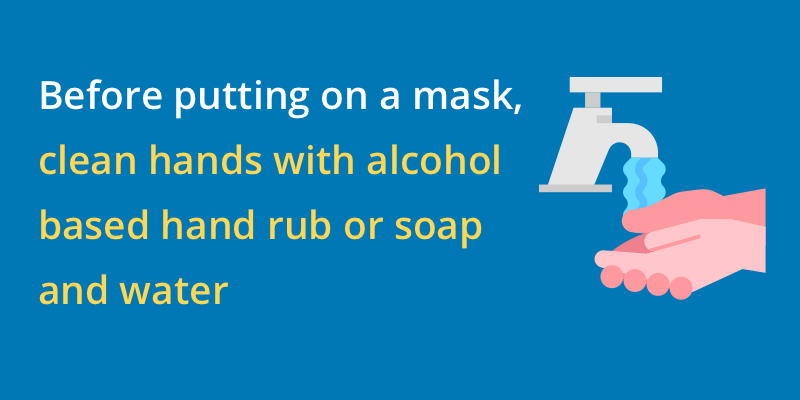 Before putting on a mask,
clean hands with alcohol
based hand rub or soap
and water